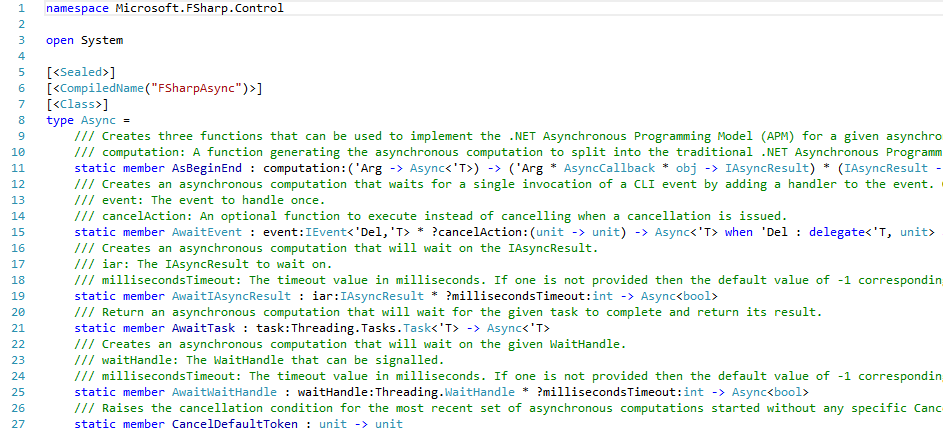 1 namespace Microsoft.FSharp.Control
2
3 open System
4
5 [<Sealed>]
6 [<CompiledName("FSharpAsync")>]
7 [<Class>]
8 type Async =
9 /// Creates three functions that can be used to implement the .NET Asynchronous Programming Model (APM) for a given asynchro
10 /// computation: A function generating the asynchronous computation to split into the traditional .NET Asynchronous Programm
11 static member AsBeginEnd : computation:('Arg -> Async<'T>) -> ('Arg * AsyncCallback * obj -> IAsyncResult) * (IAsyncResult -
12 /// Creates an asynchronous computation that waits for a single invocation of a CLI event by adding a handler to the event.
13 /// event: The event to handle once.
14 /// cancelAction: An optional function to execute instead of cancelling when a cancellation is issued.
15 static member AwaitEvent : event:IEvent<'Del,'T> * ?cancelAction:(unit -> unit) -> Async<'T> when 'Del : delegate<'T, unit>
16 /// Creates an asynchronous computation that will wait on the IAsyncResult.
17 /// iar: The IAsyncResult to wait on.
18 /// millisecondsTimeout: The timeout value in milliseconds. If one is not provided then the default value of -1 correspondin
19 static member AwaitIAsyncResult : iar:IAsyncResult * ?millisecondsTimeout:int -> Async<bool>
20 /// Return an asynchronous computation that will wait for the given task to complete and return its result.
21 static member AwaitTask : task:Threading.Tasks.Task<'T> -> Async<'T>
22 /// Creates an asynchronous computation that will wait on the given WaitHandle.
23 /// waitHandle: The WaitHandle that can be signalled.
24 /// millisecondsTimeout: The timeout value in milliseconds. If one is not provided then the default value of -1 correspondin
25 static member AwaitWaitHandle : waitHandle:Threading.WaitHandle * ?millisecondsTimeout:int -> Async<bool>
26 /// Raises the cancellation condition for the most recent set of asynchronous computations started without any specific Canc
27 static member CancelDefaultToken : unit -> unit